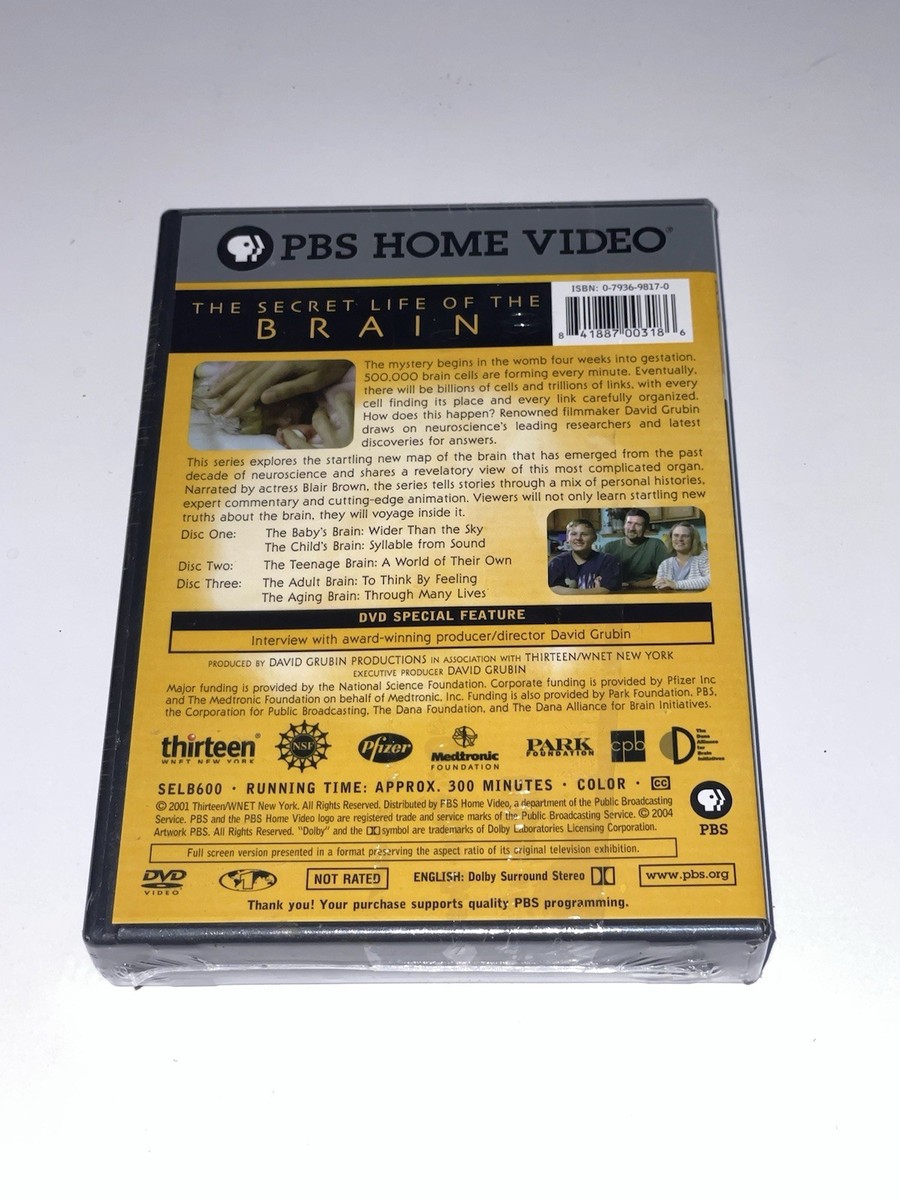 PBS HOME VIDEO®
ISBN: 0-7936-9817-0
THE SECRET LIFE OF THE
BRAIN
8 41887 00318 6
The mystery begins in the womb four weeks into gestation.
500,000 brain cells are forming every minute. Eventually,
there will be billions of cells and trillions of links, with every
cell finding its place and every link carefully organized.
How does this happen? Renowned filmmaker David Grubin
draws on neuroscience's leading researchers and latest
discoveries for answers.
This series explores the startling new map of the brain that has emerged from the past
decade of neuroscience and shares a revelatory view of this most complicated organ.
Narrated by actress Blair Brown, the series tells stories through a mix of personal histories,
expert commentary and cutting-edge animation. Viewers will not only learn startling new
truths about the brain, they will voyage inside it.
Disc One: The Baby's Brain: Wider Than the Sky
The Child's Brain: Syllable from Sound
Disc Two: The Teenage Brain: A World of Their Own
Disc Three: The Adult Brain: To Think By Feeling
The Aging Brain: Through Many Lives
DVD SPECIAL FEATURE
Interview with award-winning producer/director David Grubin
PRODUCED BY DAVID GRUBIN PRODUCTIONS IN ASSOCIATION WITH THIRTEEN/WNET NEW YORK
EXECUTIVE PRODUCER DAVID GRUBIN
Major funding is provided by the National Science Foundation. Corporate funding is provided by Pfizer Inc
and The Medtronic Foundation on behalf of Medtronic, Inc. Funding is also provided by Park Foundation, PBS,
the Corporation for Public Broadcasting, The Dana Foundation, and The Dana Alliance for Brain Initiatives.
thirteen®
WNET NEW YORK
NSF
Pfizer
Medtronic
FOUNDATION
PARK
FOUNDATION
cpb
The
Dana
Alliance
for
Brain
Initiatives
SELB600 · RUNNING TIME: APPROX. 300 MINUTES · COLOR · CC
© 2001 Thirteen/WNET New York. All Rights Reserved. Distributed by PBS Home Video, a department of the Public Broadcasting
Service. PBS and the PBS Home Video logo are registered trade and service marks of the Public Broadcasting Service. © 2004
Artwork PBS. All Rights Reserved. "Dolby" and the symbol are trademarks of Dolby Laboratories Licensing Corporation.
PBS
Full screen version presented in a format preserving the aspect ratio of its original television exhibition.
DVD
VIDEO
1
NOT RATED
ENGLISH: Dolby Surround Stereo
www.pbs.org
Thank you! Your purchase supports quality PBS programming.